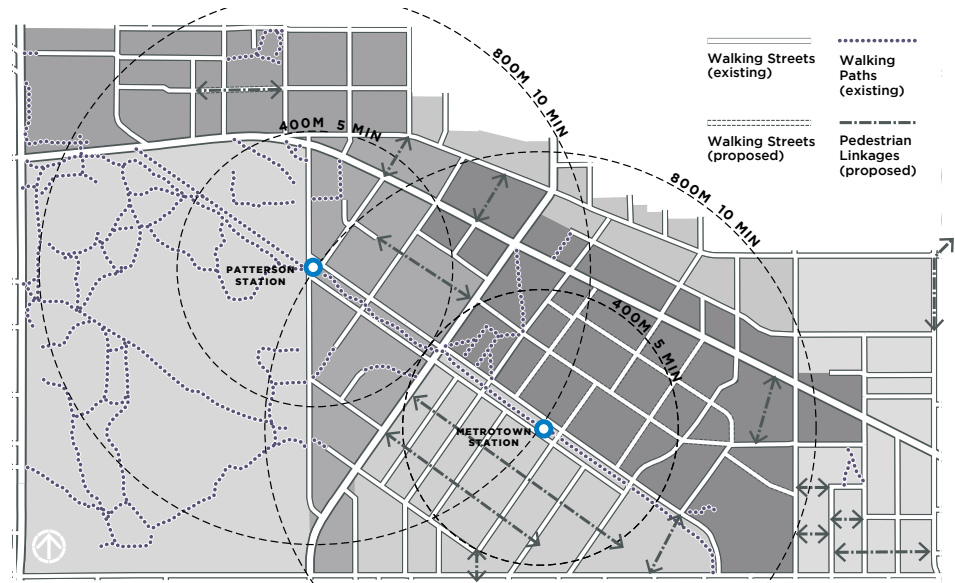 800M 10 MIN
400M 5 MIN
Walking Streets
(existing)
Walking
Paths
(existing)
Walking Streets
(proposed)
Pedestrian
Linkages
(proposed)
800M 10 MIN
PATTERSON
STATION
400M 5 MIN
METROTOWN
STATION